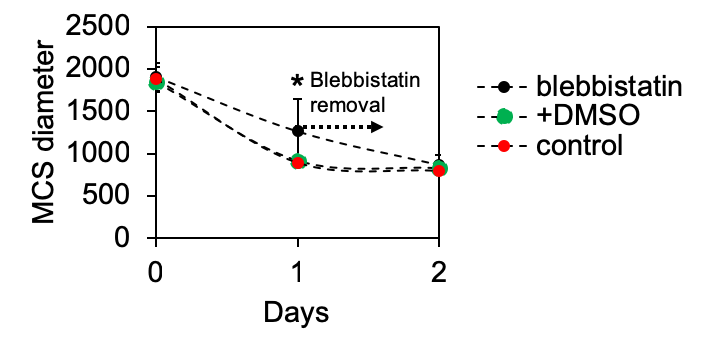 2500
2000
1500
1000
500
0
MCS diameter
* Blebbistatin
removal
0 1 2
Days
blebbistatin
+DMSO
control